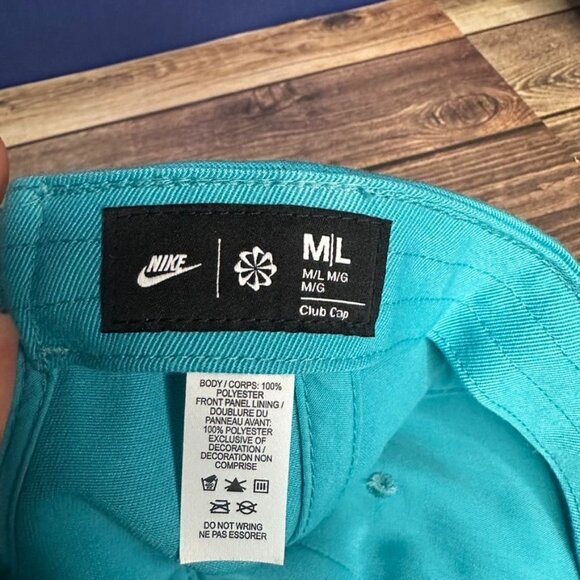 NIKE
M|L
M/L M/G
M/G
Club Cap
BODY / CORPS: 100%
POLYESTER
FRONT PANEL LINING /
DOUBLURE DU
PANNEAU AVANT:
100% POLYESTER
EXCLUSIVE OF
DECORATION /
DECORATION NON
COMPRISE
DO NOT WRING
NE PAS ESSORER